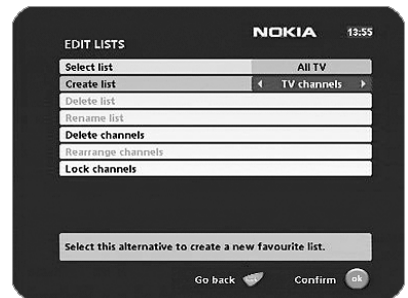 NOKIA 13:55
EDIT LISTS
Select list All TV
Create list TV channels
Delete list
Rename list
Delete channels
Rearrange channels
Lock channels
Select this alternative to create a new favourite list.
Go back Confirm ok